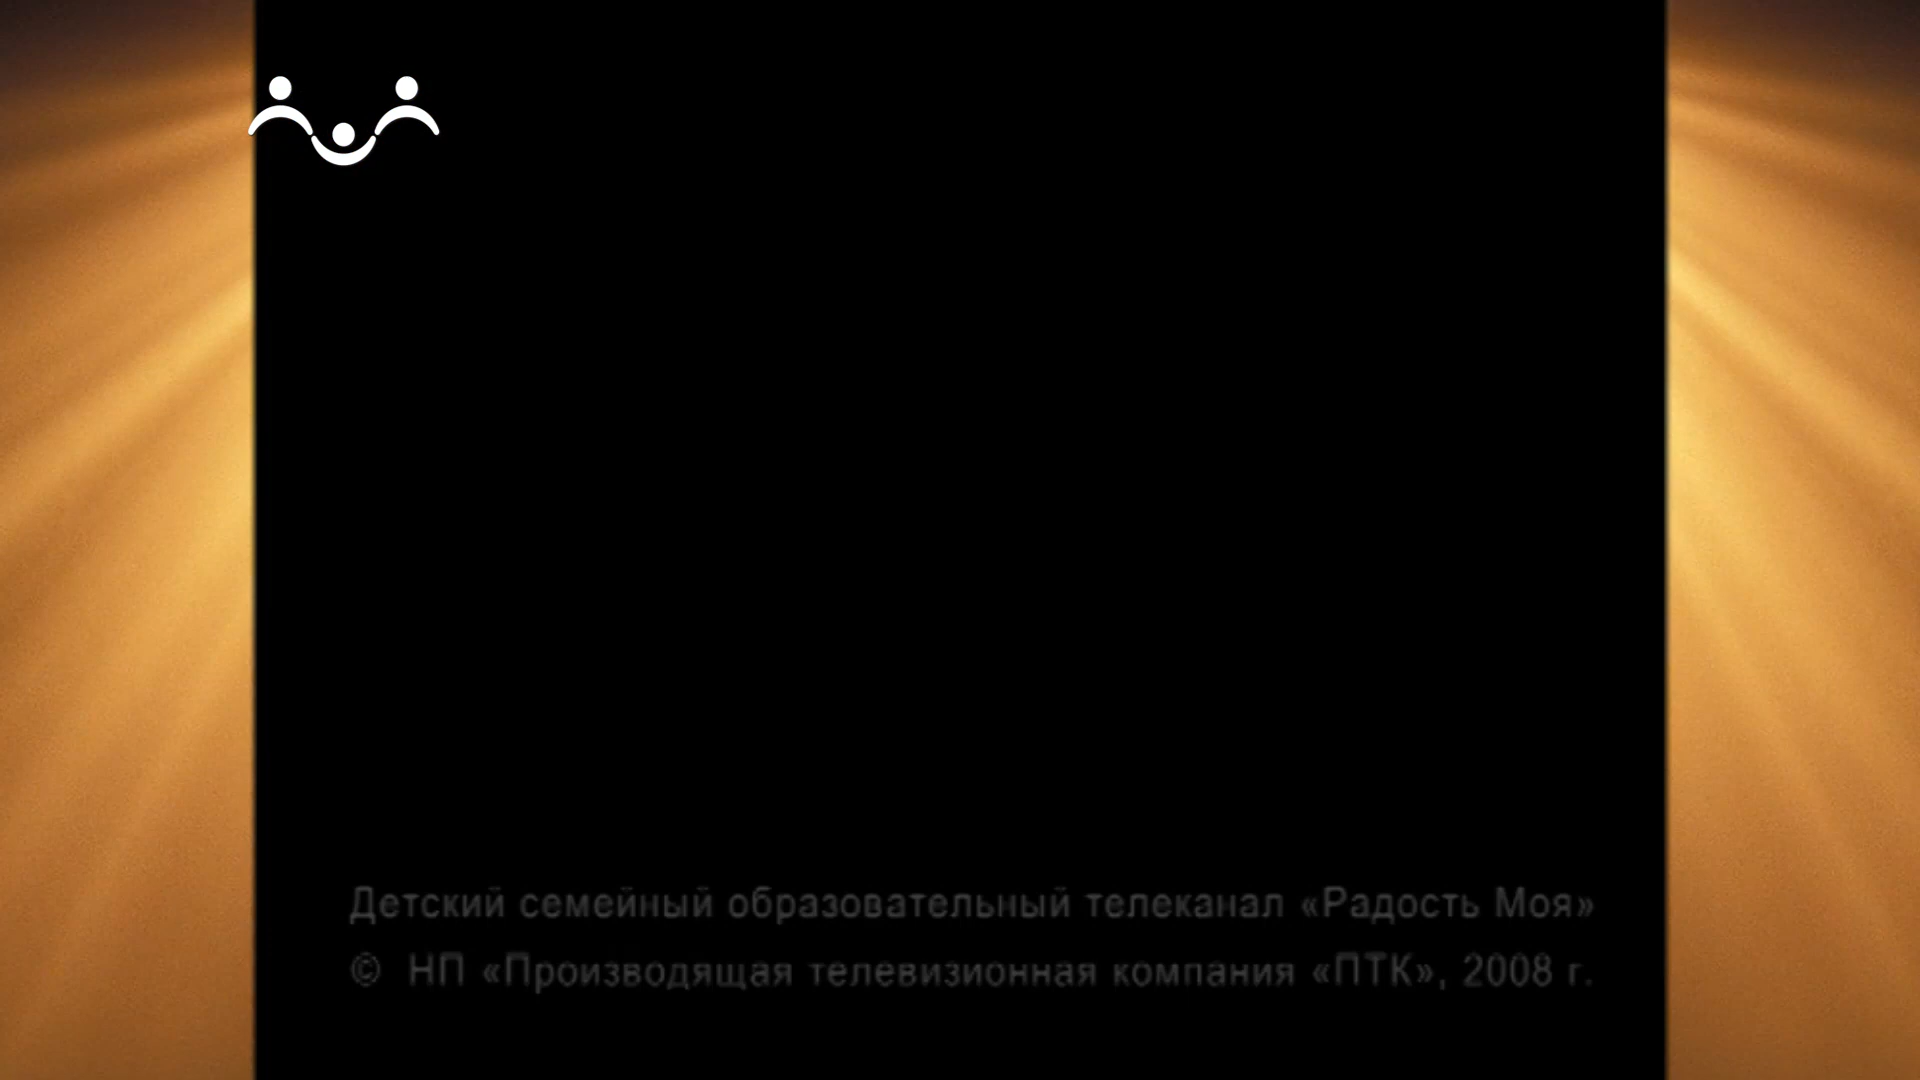 Детский семейный образовательный телеканал «Радость Моя»
© НП «Производящая телевизионная компания «ПТК», 2008 г.